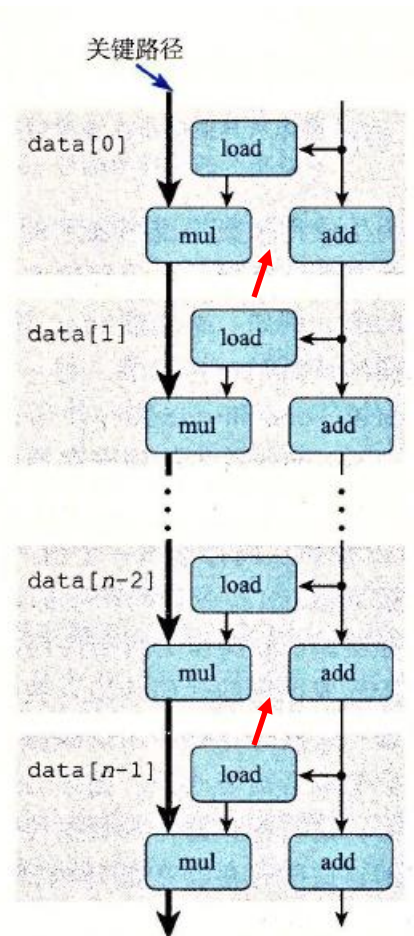 关键路径
data[0]
load
mul
add
data[1]
load
mul
add
data[n-2]
load
mul
add
data[n-1]
load
mul
add